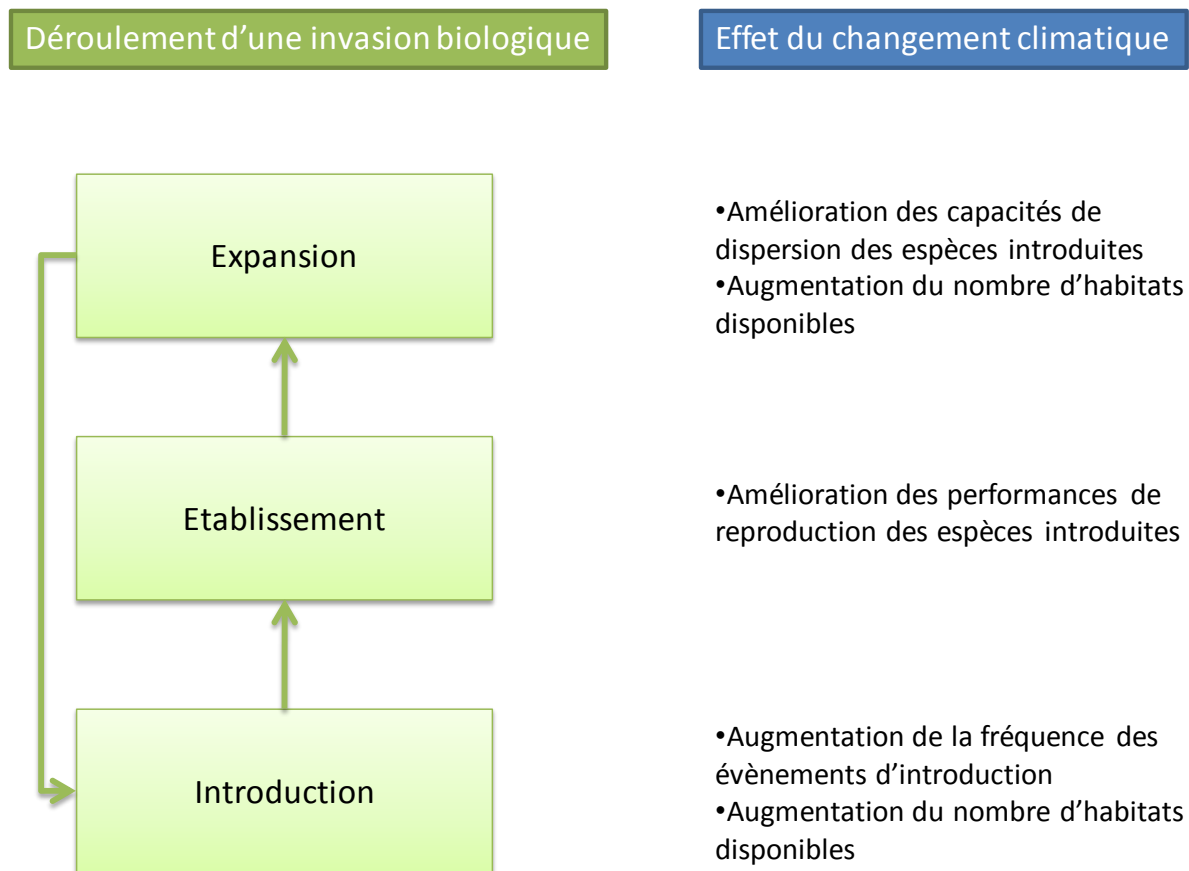 Déroulement d'une invasion biologique
Effet du changement climatique
Expansion
•Amélioration des capacités de
dispersion des espèces introduites
•Augmentation du nombre d'habitats
disponibles
Etablissement
•Amélioration des performances de
reproduction des espèces introduites
Introduction
•Augmentation de la fréquence des
évènements d'introduction
•Augmentation du nombre d'habitats
disponibles